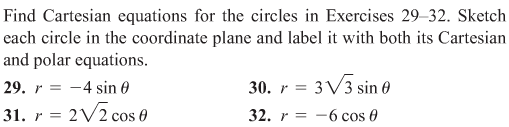 Find Cartesian equations for the circles in Exercises 29–32. Sketch
each circle in the coordinate plane and label it with both its Cartesian
and polar equations.
29. r = −4 sin θ 30. r = 3√3 sin θ
31. r = 2√2 cos θ 32. r = −6 cos θ